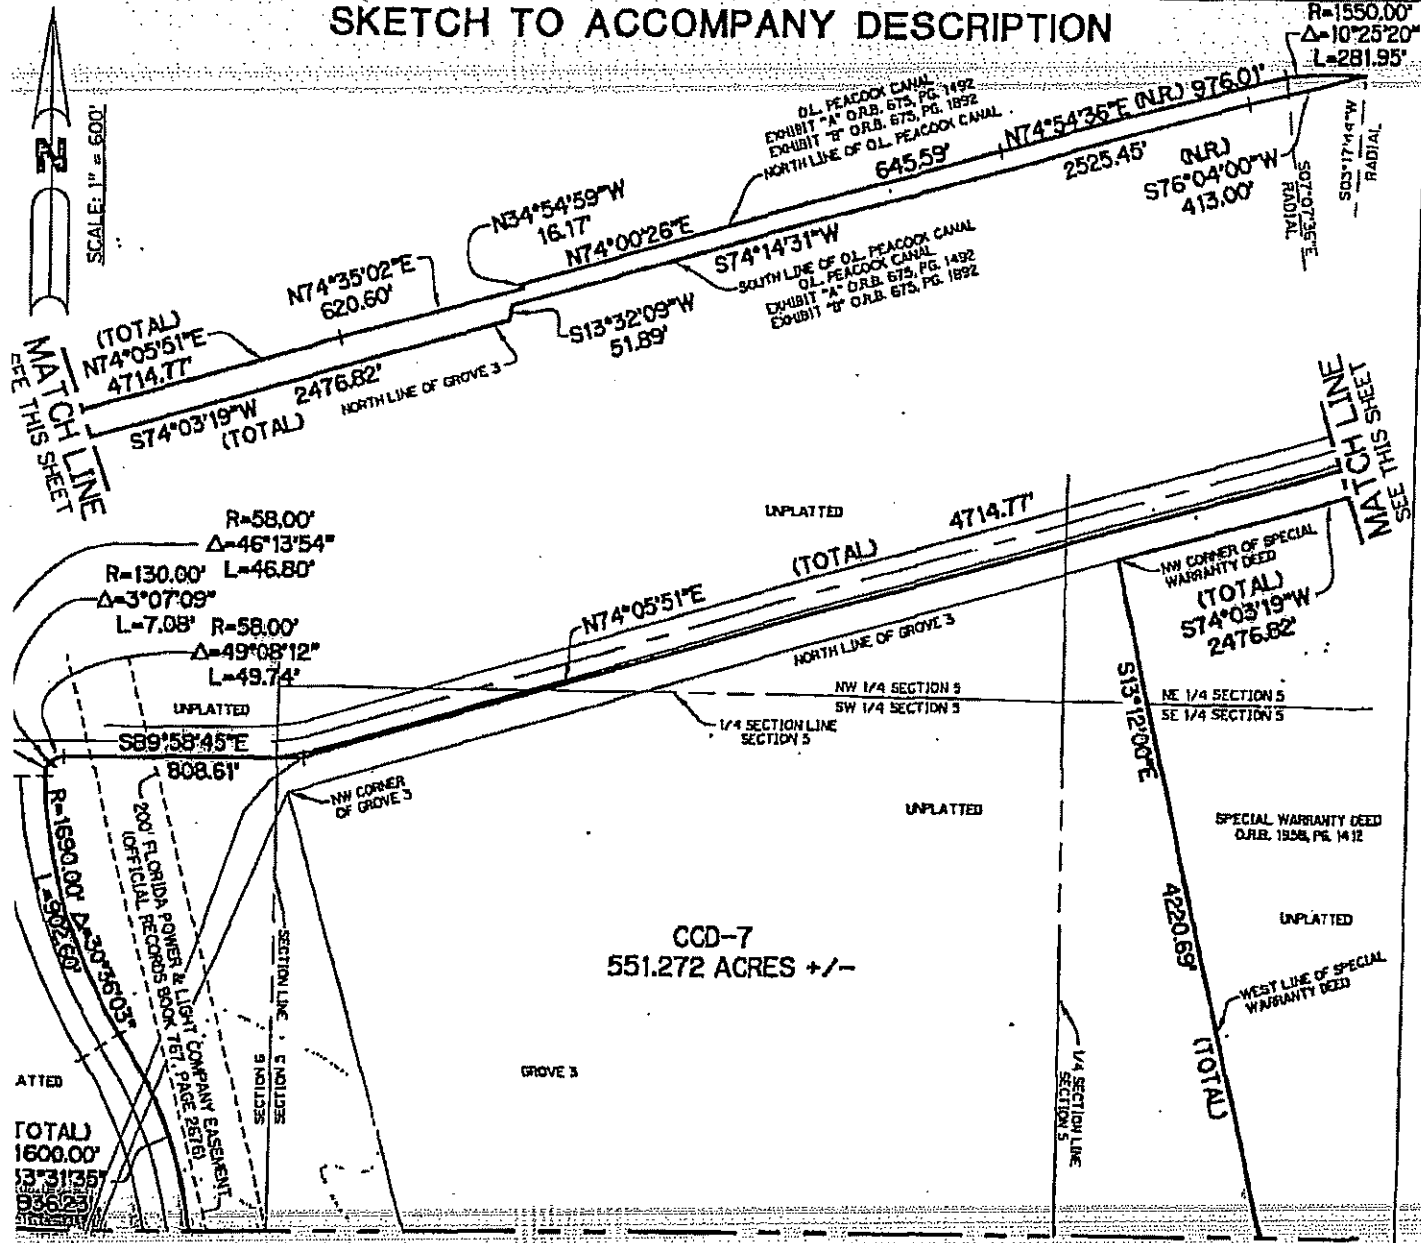 SKETCH TO ACCOMPANY DESCRIPTION
R=1550.00'
Δ=10°25'20"
L=281.95'
N
SCALE: 1" = 600'
O.L. PEACOCK CANAL
EXHIBIT "A" O.R.B. 675, PG. 1492
EXHIBIT "B" O.R.B. 675, PG. 1892
NORTH LINE OF O.L. PEACOCK CANAL
N74°54'36"E (N.R.) 976.01'
645.59'
2525.45'
(N.R.)
S76°04'00"W
413.00'
S07°07'36"E
RADIAL
S03°17'44"W
RADIAL
N34°54'59"W
16.17'
N74°00'26"E
S74°14'31"W
SOUTH LINE OF O.L. PEACOCK CANAL
O.L. PEACOCK CANAL
EXHIBIT "A" O.R.B. 675, PG. 1492
EXHIBIT "B" O.R.B. 675, PG. 1892
N74°35'02"E
620.60'
S13°32'09"W
51.89'
(TOTAL)
N74°05'51"E
4714.77'
2476.82'
NORTH LINE OF GROVE 3
S74°03'19"W
(TOTAL)
MATCH LINE
SEE THIS SHEET
MATCH LINE
SEE THIS SHEET
R=58.00'
Δ=46°13'54"
L=46.80'
R=130.00'
Δ=3°07'09"
L=7.08'
R=58.00'
Δ=49°08'12"
L=49.74'
UNPLATTED
4714.77'
(TOTAL)
N74°05'51"E
NORTH LINE OF GROVE 3
NW CORNER OF SPECIAL
WARRANTY DEED
(TOTAL)
S74°03'19"W
2476.82'
UNPLATTED
S89°58'45"E
808.61'
NW 1/4 SECTION 5
SW 1/4 SECTION 5
NE 1/4 SECTION 5
SE 1/4 SECTION 5
1/4 SECTION LINE
SECTION 5
NW CORNER
OF GROVE 3
S13°12'00"E
4220.69'
(TOTAL)
UNPLATTED
SPECIAL WARRANTY DEED
O.R.B. 1958, PG. 1412
UNPLATTED
WEST LINE OF SPECIAL
WARRANTY DEED
R=1690.00' Δ=30°36'03"
L=902.60'
200' FLORIDA POWER & LIGHT COMPANY EASEMENT
(OFFICIAL RECORDS BOOK 767, PAGE 2676)
SECTION LINE
SECTION 6
SECTION 5
CCD-7
551.272 ACRES +/-
GROVE 3
1/4 SECTION LINE
SECTION 5
ATTED
TOTAL)
1600.00'
33°31'35"
936.23'